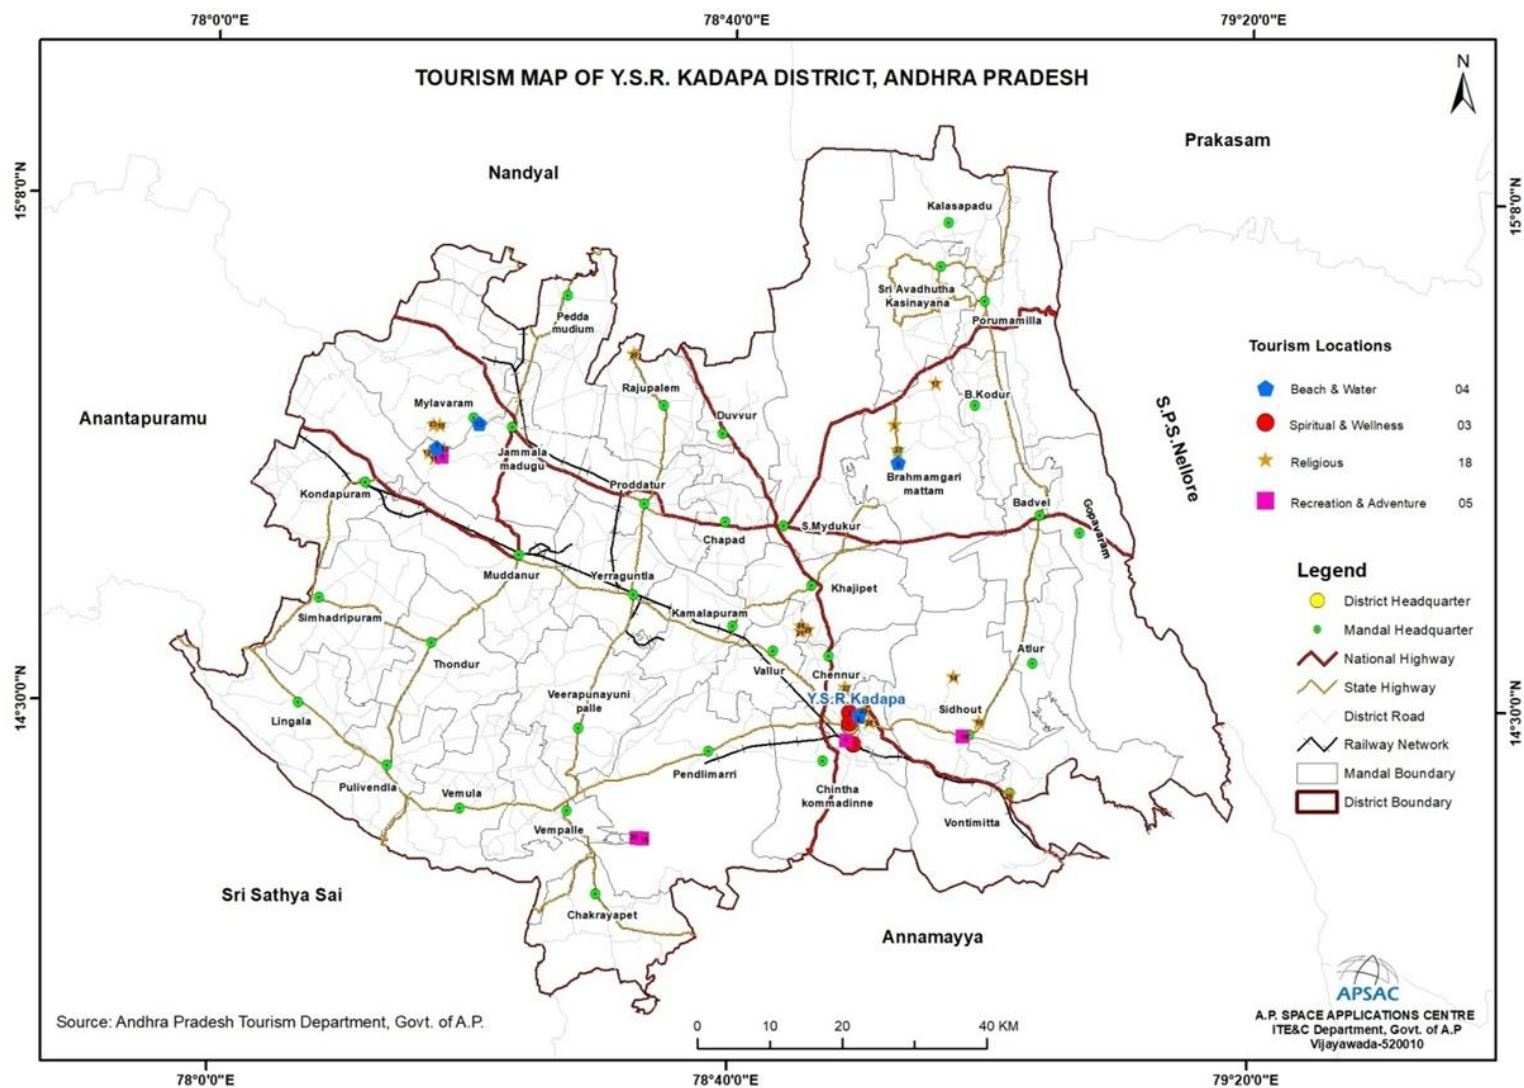 78°0'0"E
78°40'0"E
79°20'0"E
TOURISM MAP OF Y.S.R. KADAPA DISTRICT, ANDHRA PRADESH
N
Prakasam
Nandyal
15°8'0"N
15°8'0"N
Kalasapadu
Sri Avadhutha
Kasinayana
Pedda
mudium
Porumamilla
Tourism Locations
Beach & Water 04
Spiritual & Wellness 03
Religious 18
Recreation & Adventure 05
Rajupalem
B.Kodur
Mylavaram
Duvvur
Anantapuramu
S.P.S.Nellore
Jammala
madugu
Brahmamgari
mattam
Proddatur
Kondapuram
Badvel
Gopavaram
S.Mydukur
Chapad
Muddanur
Yerraguntla
Khajipet
Legend
District Headquarter
Mandal Headquarter
National Highway
State Highway
District Road
Railway Network
Mandal Boundary
District Boundary
Kamalapuram
Simhadripuram
Atlur
Thondur
Vallur
Chennur
Veerapunayuni
palle
Y.S.R.Kadapa
Sidhout
14°30'0"N
14°30'0"N
Lingala
Pendlimarri
Pulivendla
Vemula
Chintha
kommadinne
Vontimitta
Vempalle
Sri Sathya Sai
Chakrayapet
Annamayya
APSAC
A.P. SPACE APPLICATIONS CENTRE
ITE&C Department, Govt. of A.P
Vijayawada-520010
Source: Andhra Pradesh Tourism Department, Govt. of A.P.
0 10 20 40 KM
78°0'0"E
78°40'0"E
79°20'0"E